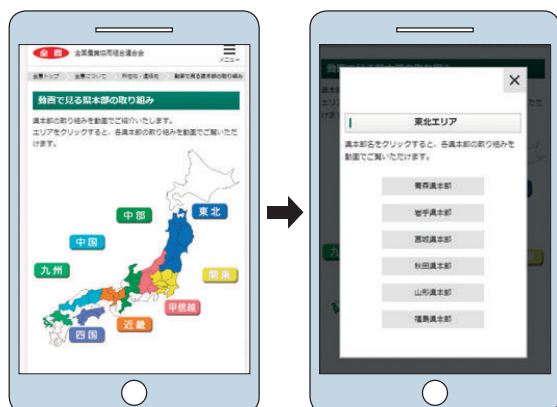 全農 全国農業協同組合連合会
メニュー
全農トップ 全農について 所在地・連絡先 動画で見る県本部の取り組み
動画で見る県本部の取り組み
県本部の取り組みを動画でご紹介いたします。
エリアをクリックすると、各県本部の動画でご覧いただ
けます。
東北
中部
中国
九州
関東
甲信越
近畿
四国
×
東北エリア
県本部名をクリックすると、各県本部の取り組みを
動画でご覧いただけます。
青森県本部
岩手県本部
宮城県本部
秋田県本部
山形県本部
福島県本部